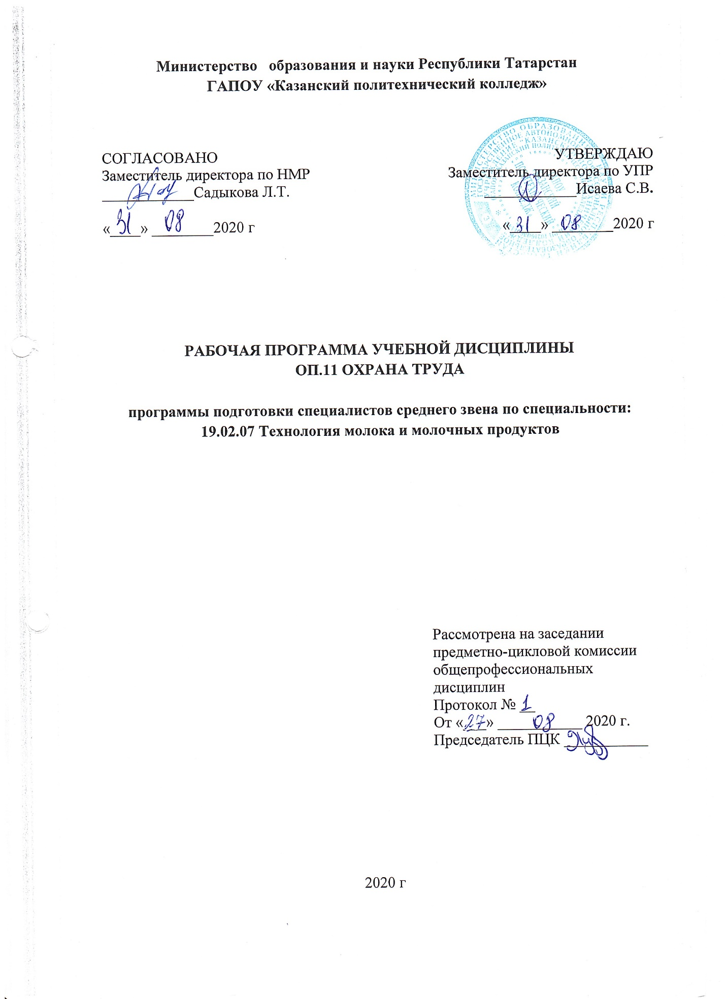 Министерство образования и науки Республики Татарстан
ГАПОУ «Казанский политехнический колледж»
СОГЛАСОВАНО
Заместитель директора по НМР
____________Садыкова Л.Т.
«31» 08 2020 г
УТВЕРЖДАЮ
Заместитель директора по УПР
____________Исаева С.В.
«31» 08 2020 г
РАБОЧАЯ ПРОГРАММА УЧЕБНОЙ ДИСЦИПЛИНЫ
ОП.11 ОХРАНА ТРУДА
программы подготовки специалистов среднего звена по специальности:
19.02.07 Технология молока и молочных продуктов
Рассмотрена на заседании
предметно-цикловой комиссии
общепрофессиональных
дисциплин
Протокол № 1
От «27» 08 2020 г.
Председатель ПЦК ___________
2020 г